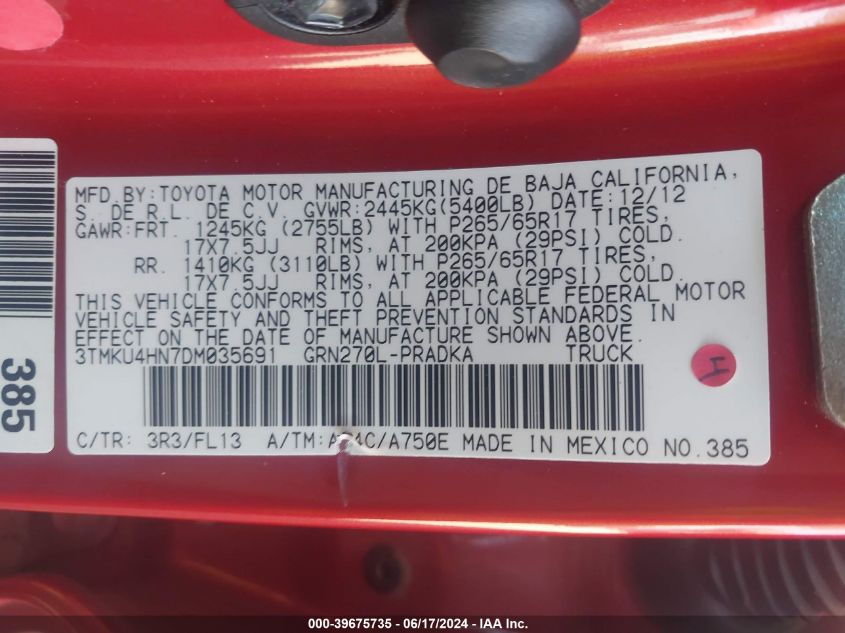 MFD.BY:TOYOTA MOTOR MANUFACTURING DE BAJA CALIFORNIA,
S. DE R.L. DE C.V. GVWR:2445KG(5400LB) DATE:12/12
GAWR:FRT. 1245KG (2755LB) WITH P265/65R17 TIRES,
17X7.5JJ RIMS, AT 200KPA (29PSI) COLD.
RR. 1410KG (3110LB) WITH P265/65R17 TIRES,
17X7.5JJ RIMS, AT 200KPA (29PSI) COLD.
THIS VEHICLE CONFORMS TO ALL APPLICABLE FEDERAL MOTOR
VEHICLE SAFETY AND THEFT PREVENTION STANDARDS IN
EFFECT ON THE DATE OF MANUFACTURE SHOWN ABOVE.
3TMKU4HN7DM035691 GRN270L-PRADKA TRUCK
C/TR: 3R3/FL13 A/TM: /A750E MADE IN MEXICO NO.385
385
4
000-39675735 - 06/17/2024 - IAA Inc.